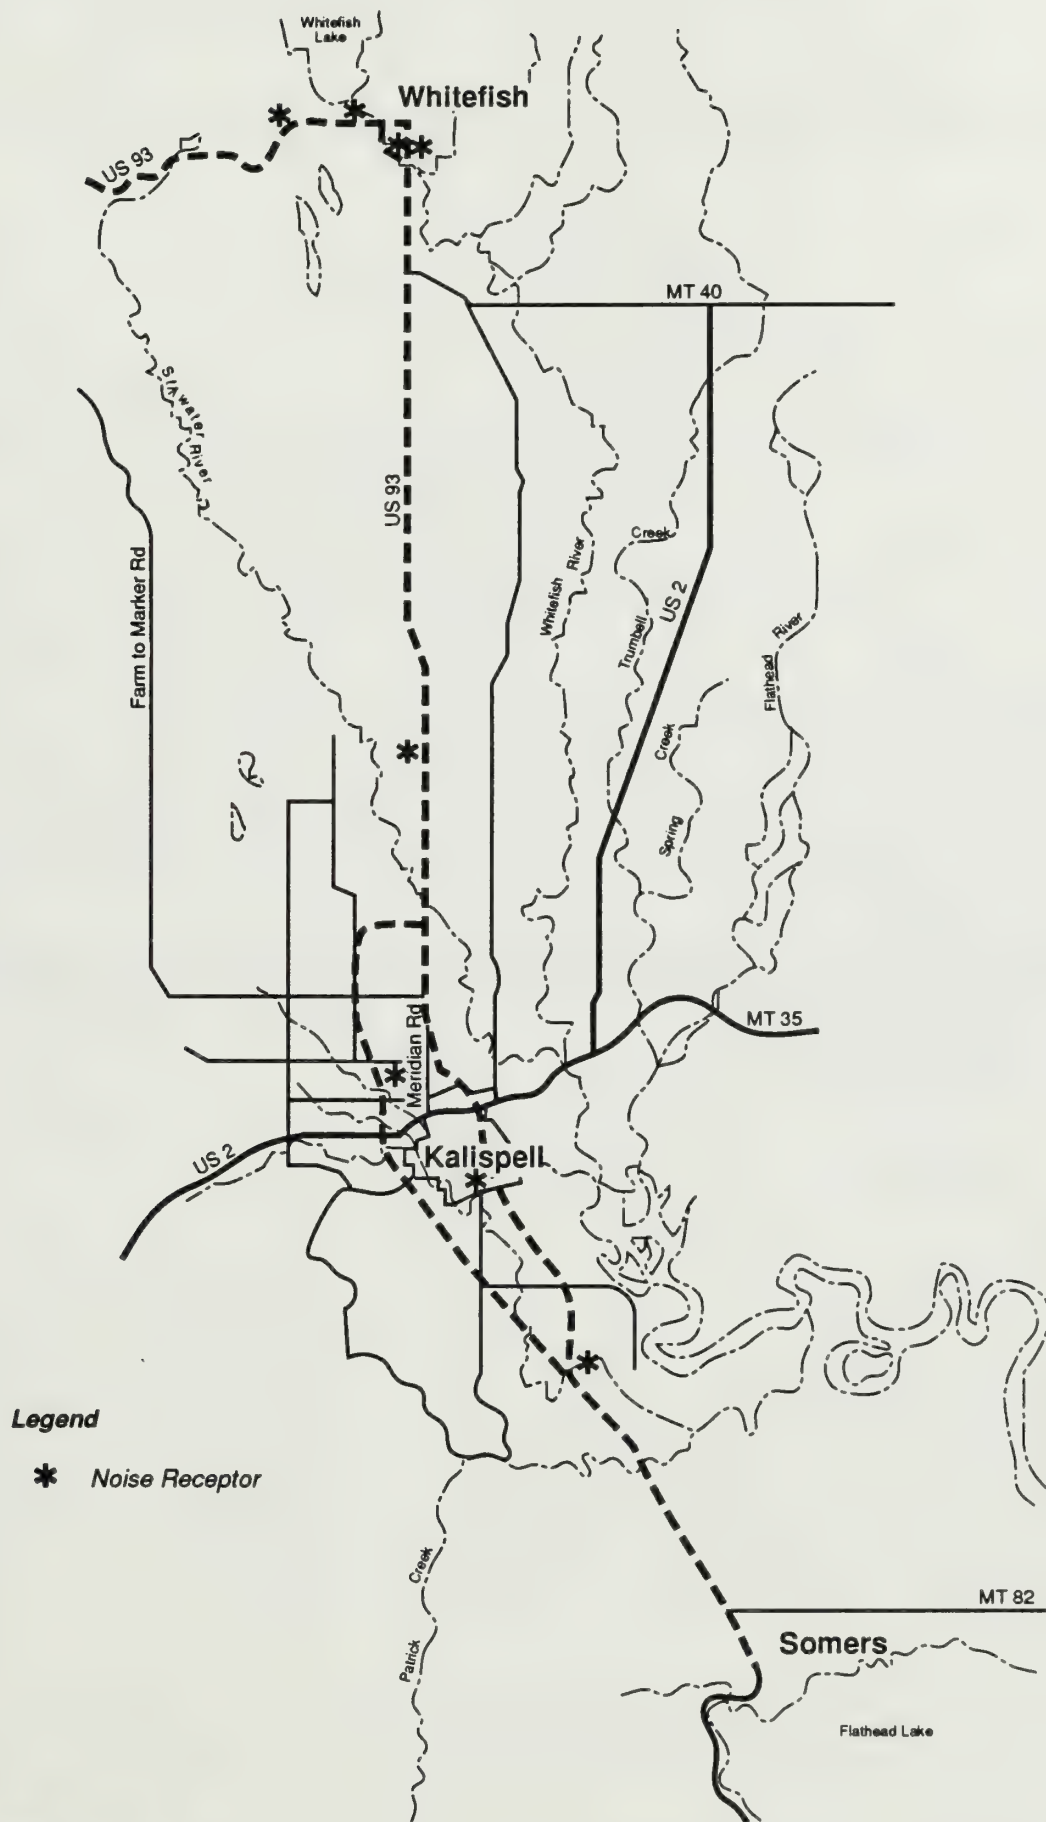 Whitefish
Lake
Whitefish
US 93
MT 40
Stillwater River
US 93
Creek
Whitefish River
Farm to Marker Rd
US 2
Trumbell
River
Flathead
Creek
Spring
MT 35
Meridian Rd
US 2
Kalispell
Legend
Noise Receptor
Creek
Patrick
MT 82
Somers
Flathead Lake